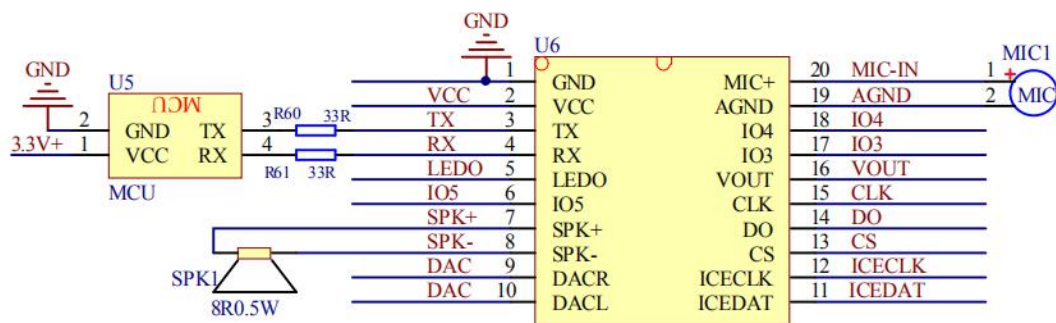 GND
U6
MIC1
GND
U5
MCU
1 GND MIC+ 20 MIC-IN 1 +
VCC 2 VCC AGND 19 AGND 2 MIC
2 GND TX 3 R60 33R TX 3 TX IO4 18 IO4
3.3V+ 1 VCC RX 4 R61 33R RX 4 RX IO3 17 IO3
MCU
LEDO 5 LEDO VOUT 16 VOUT
IO5 6 IO5 CLK 15 CLK
SPK+ 7 SPK+ DO 14 DO
SPK- 8 SPK- CS 13 CS
SPK1
8R0.5W
DAC 9 DACR ICECLK 12 ICECLK
DAC 10 DACL ICEDAT 11 ICEDAT